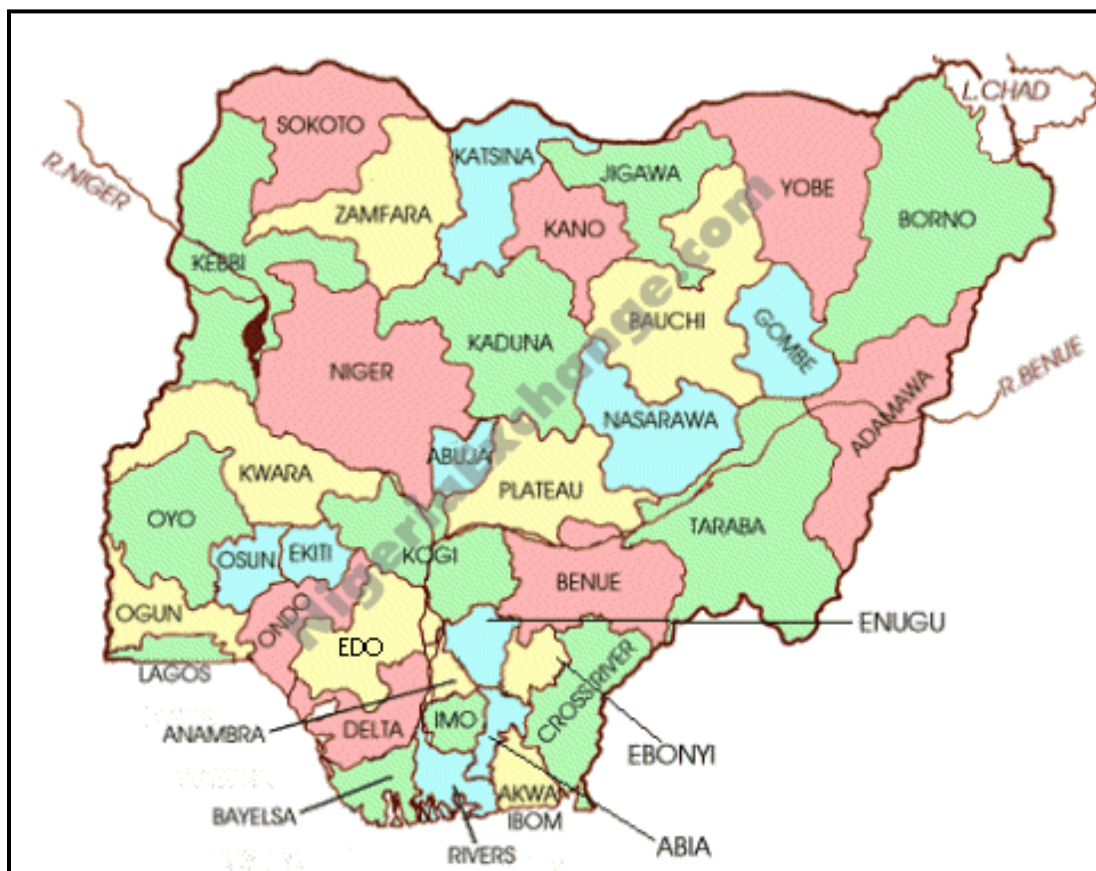 L.CHAD
SOKOTO
KATSINA
R.NIGER
JIGAWA
YOBE
ZAMFARA
KANO
BORNO
KEBBI
BAUCHI
GOMBE
KADUNA
NIGER
R.BENUE
ADAMAWA
NASARAWA
ABUJA
KWARA
PLATEAU
OYO
TARABA
OSUN
EKITI
KOGI
BENUE
OGUN
ONDO
ENUGU
EDO
LAGOS
CROSS RIVER
ANAMBRA
DELTA
IMO
EBONYI
AKWA
IBOM
BAYELSA
ABIA
RIVERS
NigeriaExchange.com